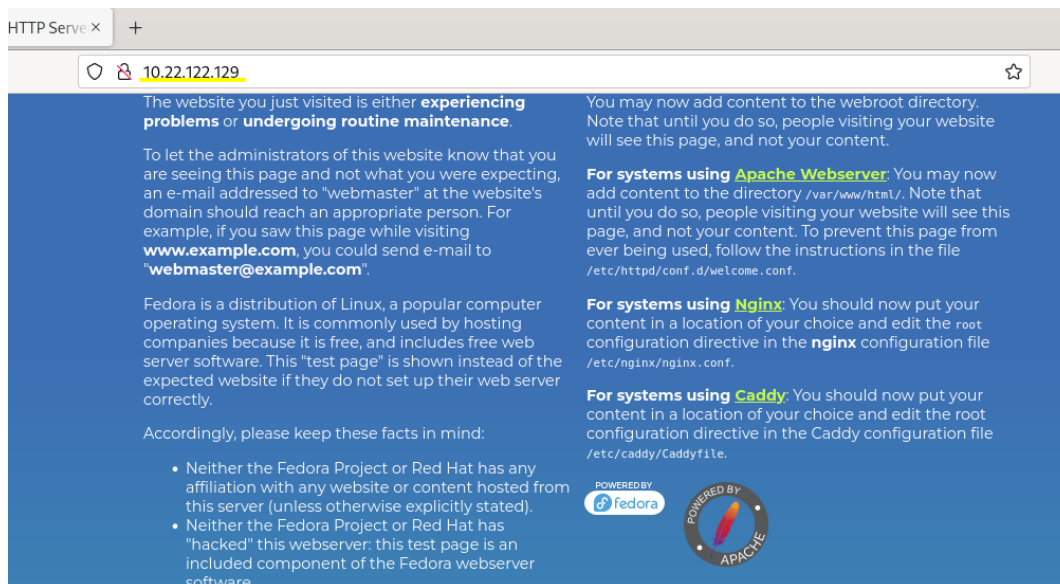 HTTP Serve
10.22.122.129
The website you just visited is either experiencing
problems or undergoing routine maintenance.
To let the administrators of this website know that you
are seeing this page and not what you were expecting,
an e-mail addressed to "webmaster" at the website's
domain should reach an appropriate person. For
example, if you saw this page while visiting
www.example.com, you could send e-mail to
"webmaster@example.com".
Fedora is a distribution of Linux, a popular computer
operating system. It is commonly used by hosting
companies because it is free, and includes free web
server software. This "test page" is shown instead of the
expected website if they do not set up their web server
correctly.
Accordingly, please keep these facts in mind:
• Neither the Fedora Project or Red Hat has any
affiliation with any website or content hosted from
this server (unless otherwise explicitly stated).
• Neither the Fedora Project or Red Hat has
"hacked" this webserver: this test page is an
included component of the Fedora webserver
software.
You may now add content to the webroot directory.
Note that until you do so, people visiting your website
will see this page, and not your content.
For systems using Apache Webserver: You may now
add content to the directory /var/www/html/. Note that
until you do so, people visiting your website will see this
page, and not your content. To prevent this page from
ever being used, follow the instructions in the file
/etc/httpd/conf.d/welcome.conf.
For systems using Nginx: You should now put your
content in a location of your choice and edit the root
configuration directive in the nginx configuration file
/etc/nginx/nginx.conf.
For systems using Caddy: You should now put your
content in a location of your choice and edit the root
configuration directive in the Caddy configuration file
/etc/caddy/Caddyfile.
POWERED BY
fedora
POWERED BY
APACHE